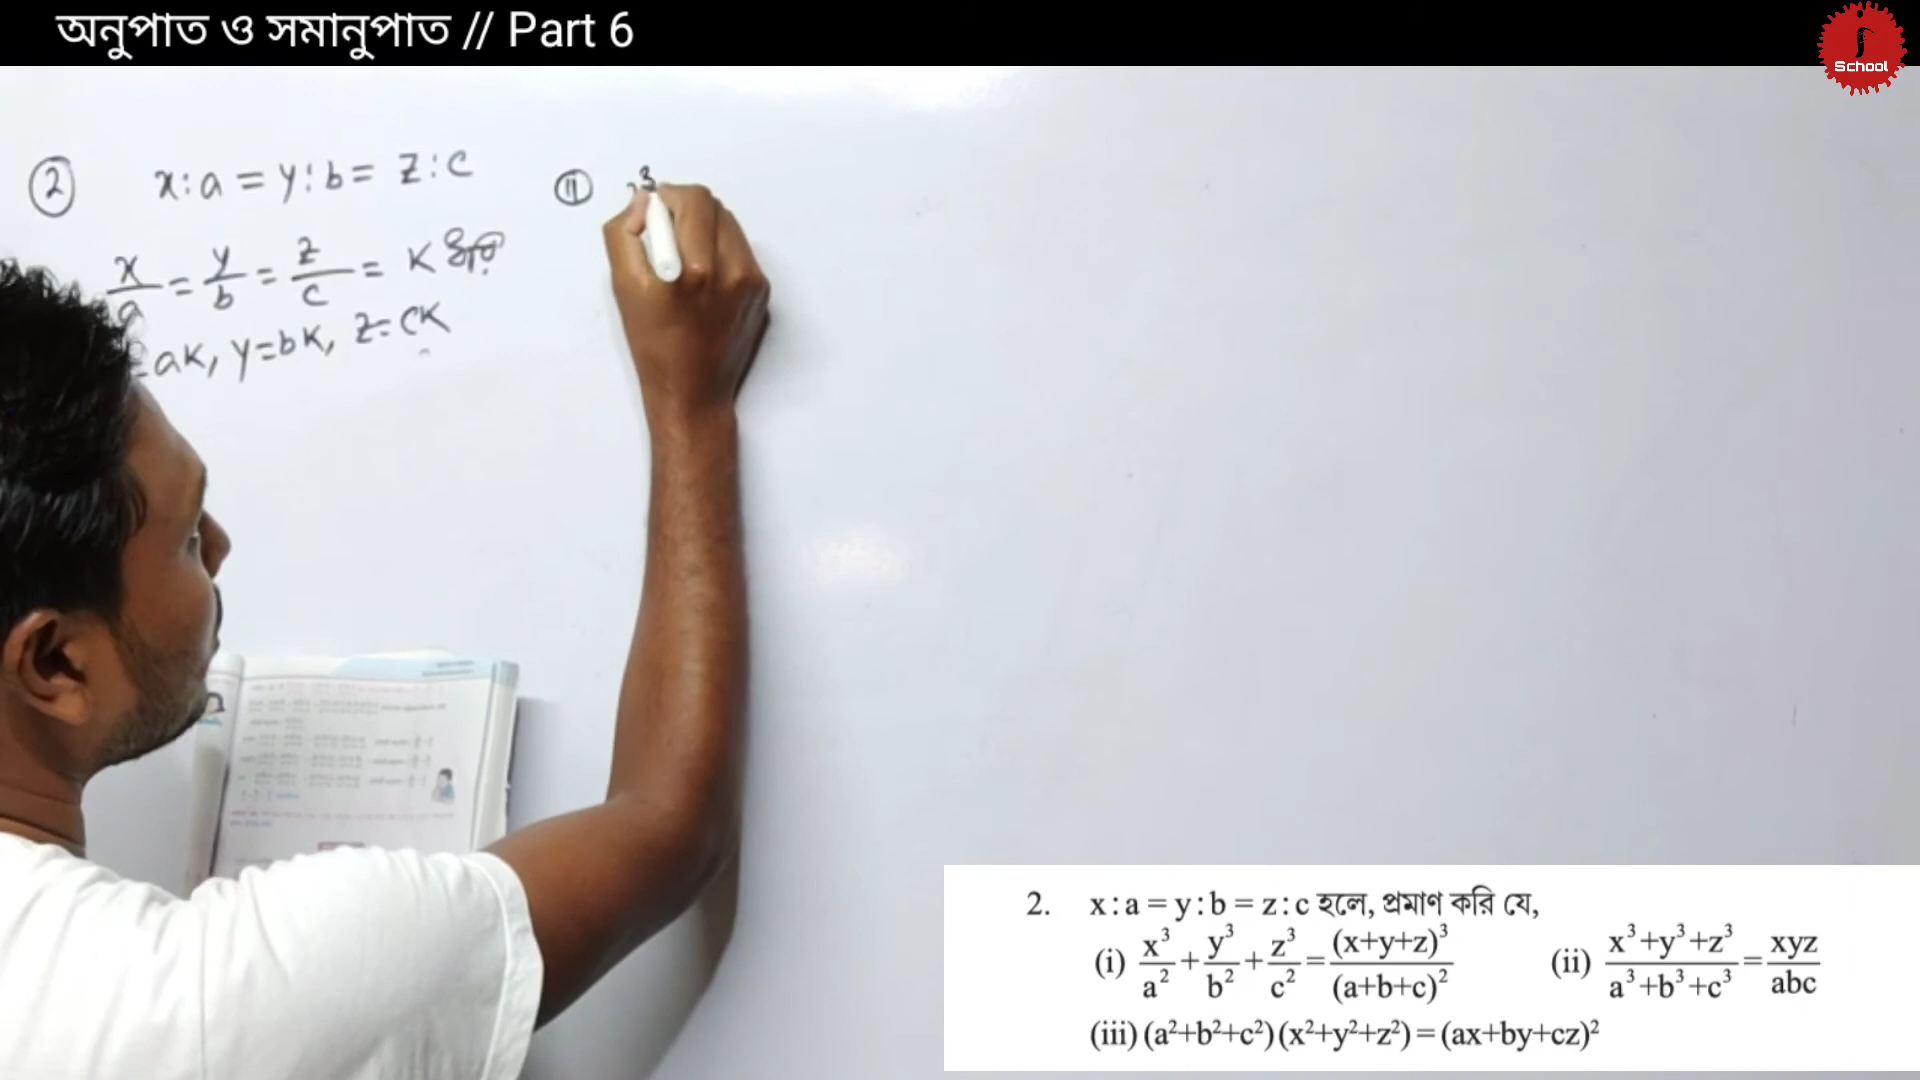 অনুপাত ও সমানুপাত // Part 6
School
② x:a = y:b = z:c
x/a = y/b = z/c = K ধরি
= aK, y=bK, z=cK
ⓘⓘ x³
2. x:a=y:b=z:c হলে, প্রমাণ করি যে,
(i) x³/a² + y³/b² + z³/c² = (x+y+z)³/(a+b+c)² (ii) x³+y³+z³/a³+b³+c³ = xyz/abc
(iii) (a²+b²+c²)(x²+y²+z²)=(ax+by+cz)²